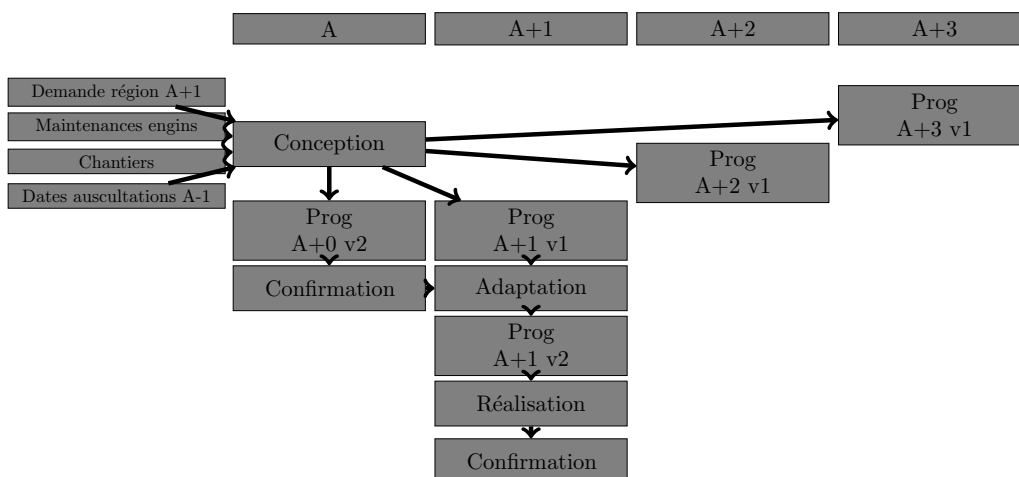 A
A+1
A+2
A+3
Demande région A+1
Maintenances engins
Chantiers
Dates auscultations A-1
Conception
Prog
A+3 v1
Prog
A+2 v1
Prog
A+0 v2
Prog
A+1 v1
Confirmation
Adaptation
Prog
A+1 v2
Réalisation
Confirmation